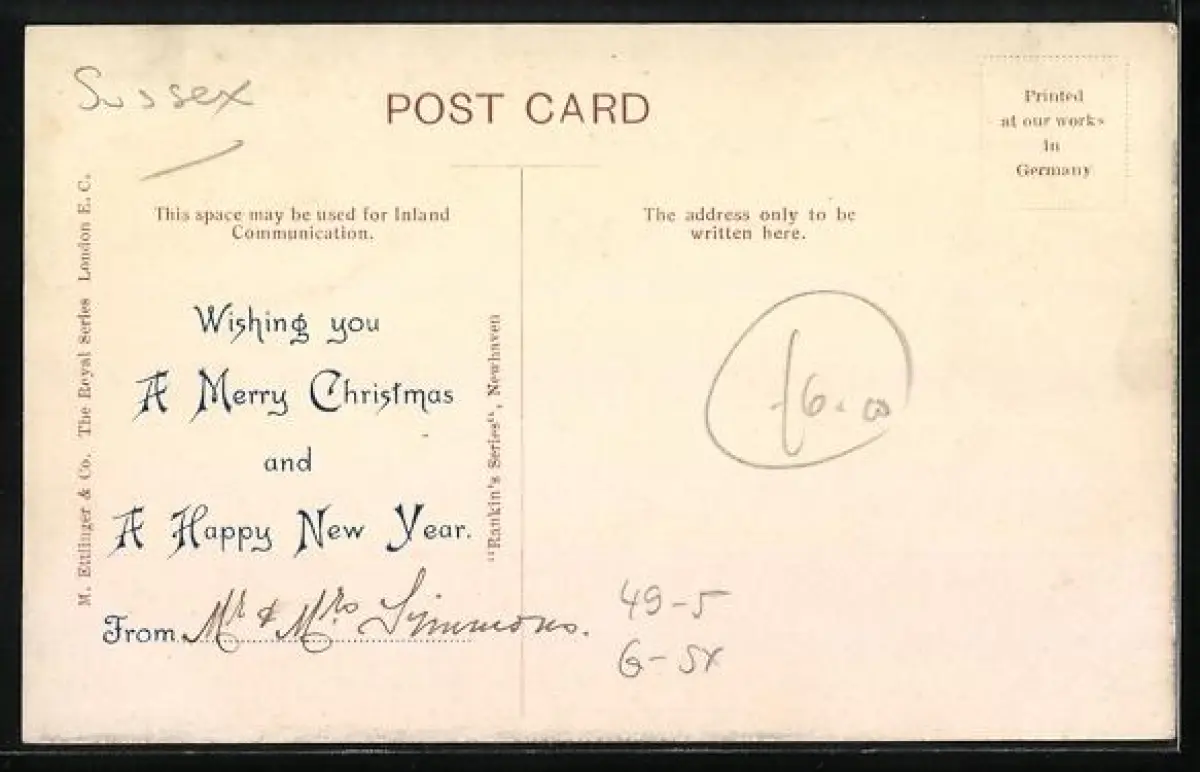 Sussex
POST CARD
Printed
at our works
in
Germany
This space may be used for Inland
Communication.
The address only to be
written here.
M. Ettlinger & Co. The Royal Series London E. C.
Wishing you
A Merry Christmas
and
A Happy New Year.
From Mr & Mrs. Simmons.
"Rankin's Series", Newhaven
£6.00
49-5
G-SX